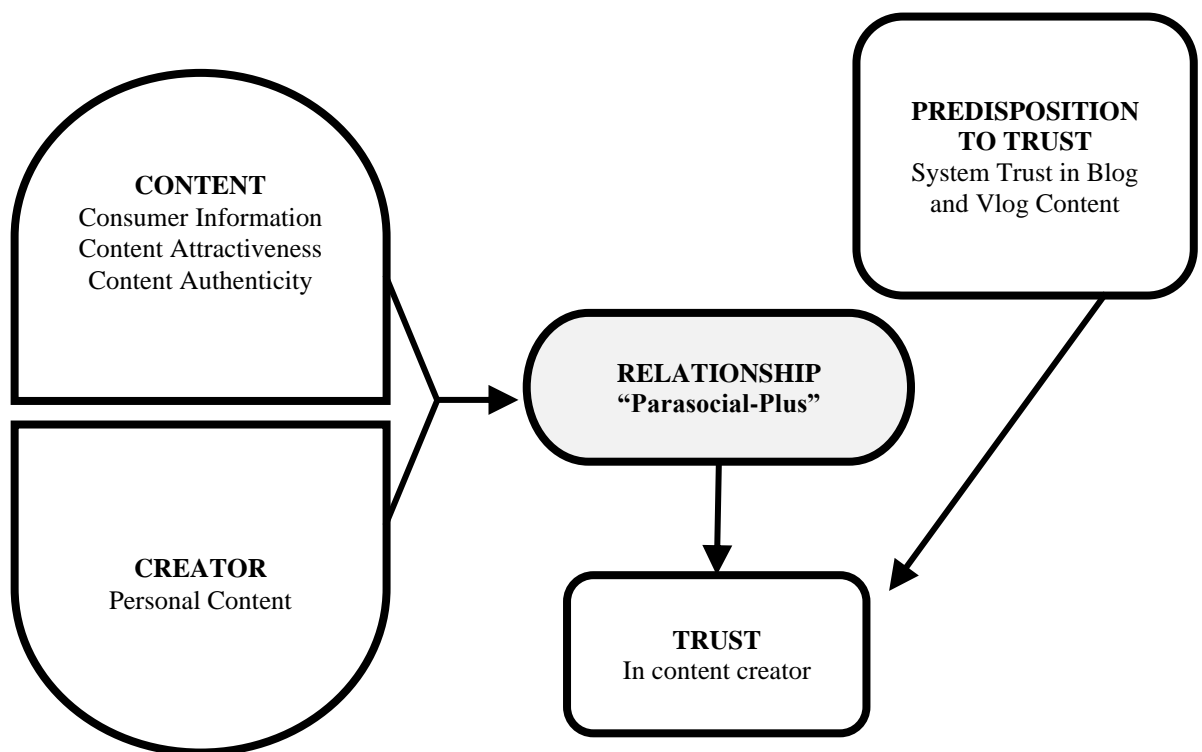 PREDISPOSITION
TO TRUST
System Trust in Blog
and Vlog Content
CONTENT
Consumer Information
Content Attractiveness
Content Authenticity
RELATIONSHIP
“Parasocial-Plus”
CREATOR
Personal Content
TRUST
In content creator